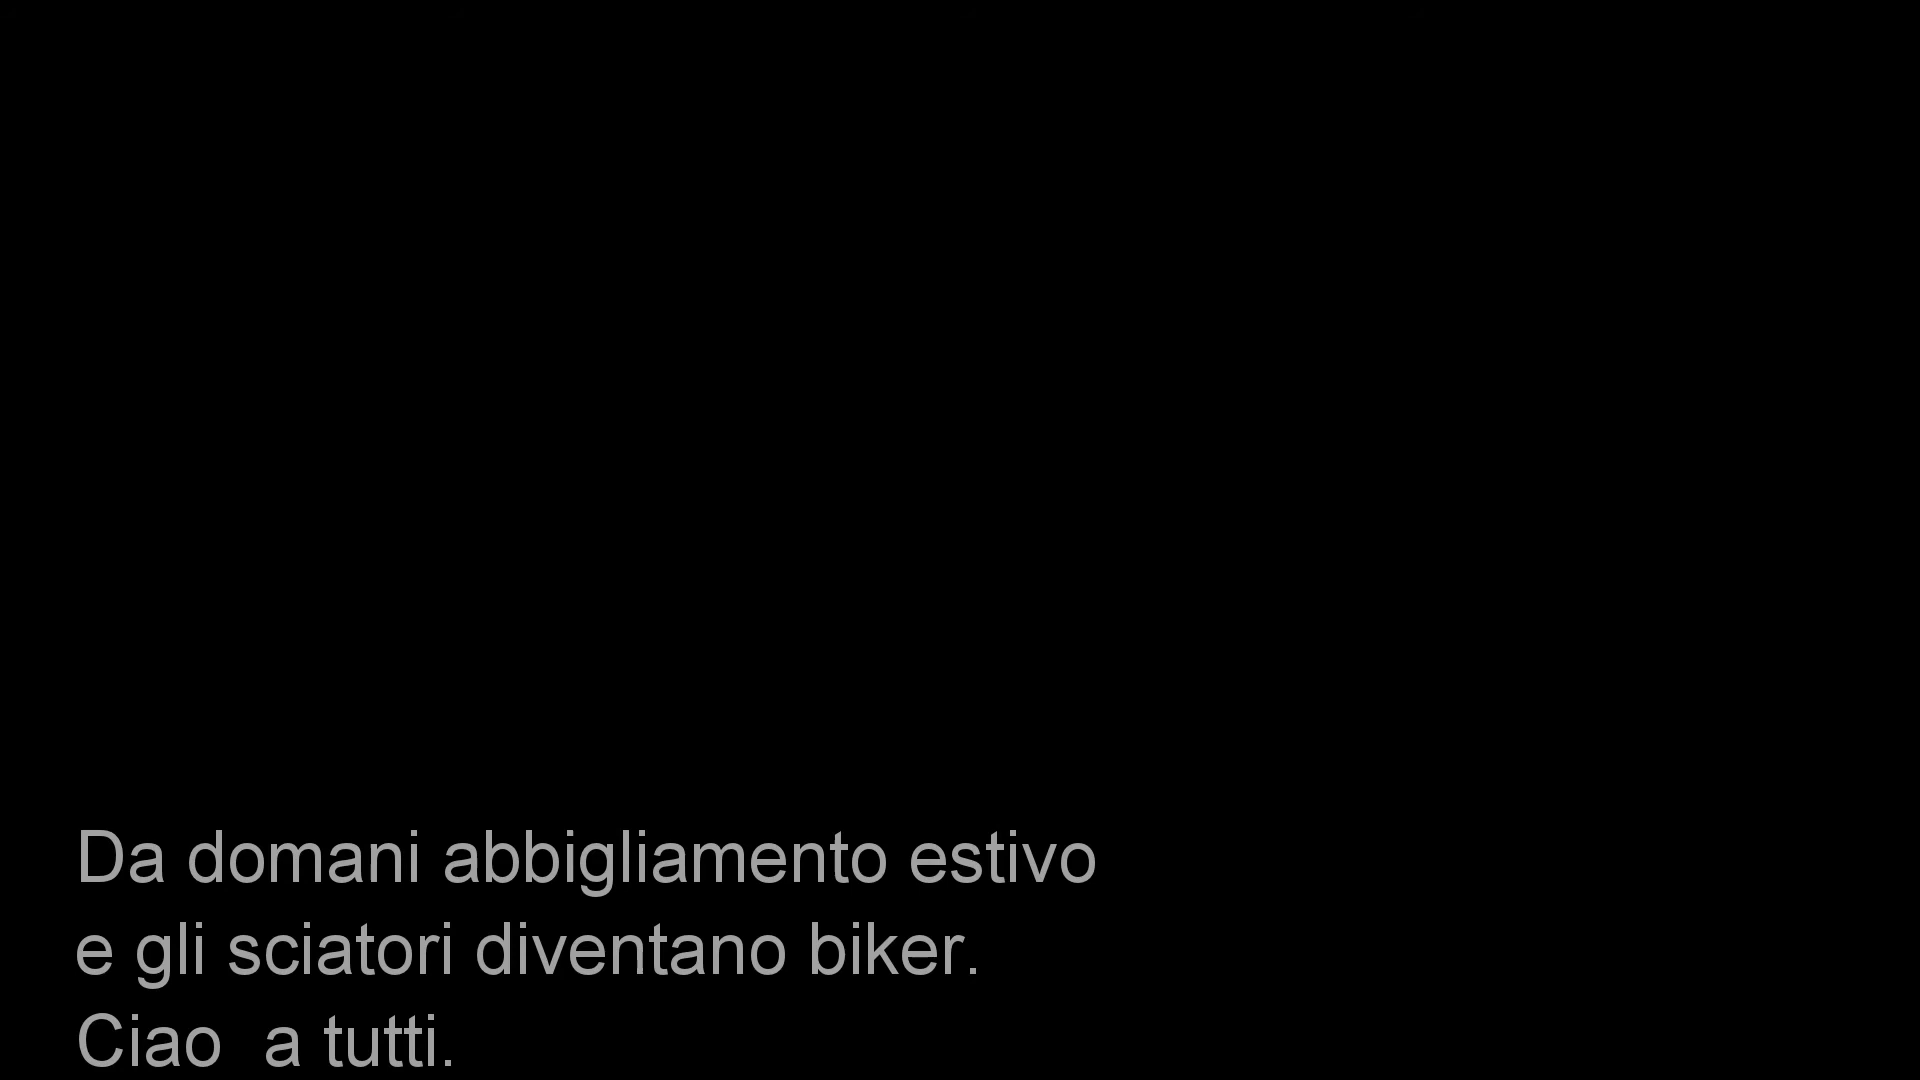 Da domani abbigliamento estivo
e gli sciatori diventano biker.
Ciao  a tutti.